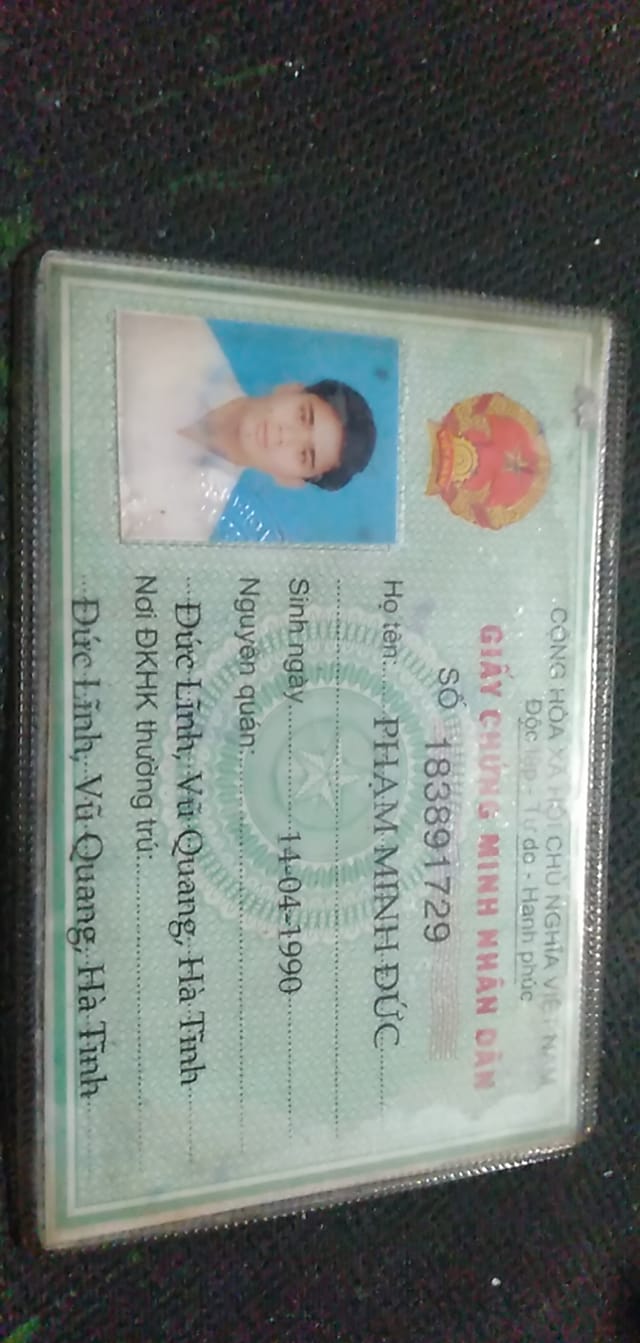 CỘNG HÒA XÃ HỘI CHỦ NGHĨA VIỆT NAM
Độc lập - Tự do - Hạnh phúc
GIẤY CHỨNG MINH NHÂN DÂN
SỐ 183891729
Họ tên: PHẠM MINH ĐỨC
Sinh ngày 14-04-1990
Nguyên quán:
Đức Lĩnh, Vũ Quang, Hà Tĩnh
Nơi ĐKHK thường trú:
Đức Lĩnh, Vũ Quang, Hà Tĩnh